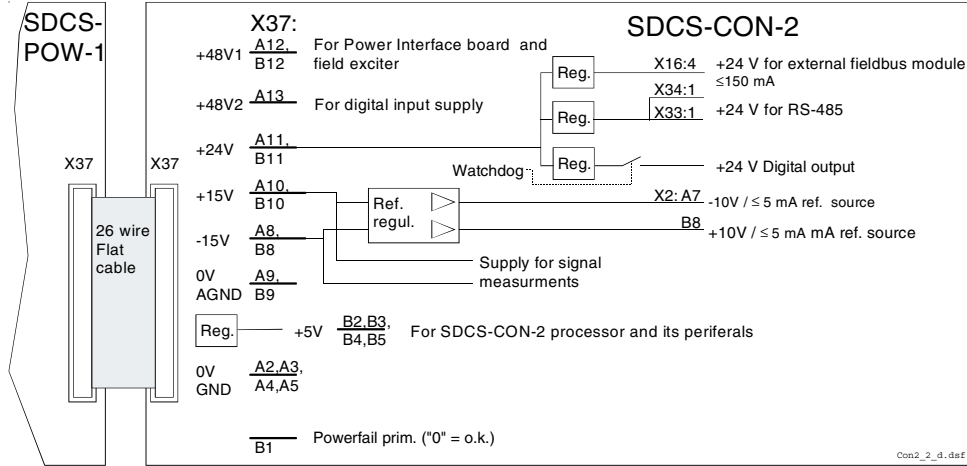 SDCS-
POW-1
X37:
SDCS-CON-2
+48V1
A12,
B12
For Power Interface board and
field exciter
+48V2
A13
For digital input supply
+24V
A11,
B11
Reg.
X16:4
+24 V for external fieldbus module
≤150 mA
X34:1
Reg.
X33:1
+24 V for RS-485
Watchdog
Reg.
+24 V Digital output
X37
X37
26 wire
Flat
cable
+15V
A10,
B10
Ref.
regul.
X2: A7
-10V / ≤ 5 mA ref. source
B8
+10V / ≤ 5 mA mA ref. source
-15V
A8,
B8
Supply for signal
measurments
0V
AGND
A9,
B9
Reg.
+5V
B2,B3,
B4,B5
For SDCS-CON-2 processor and its periferals
0V
GND
A2,A3,
A4,A5
B1
Powerfail prim. ("0" = o.k.)
Con2_2_d.dsf